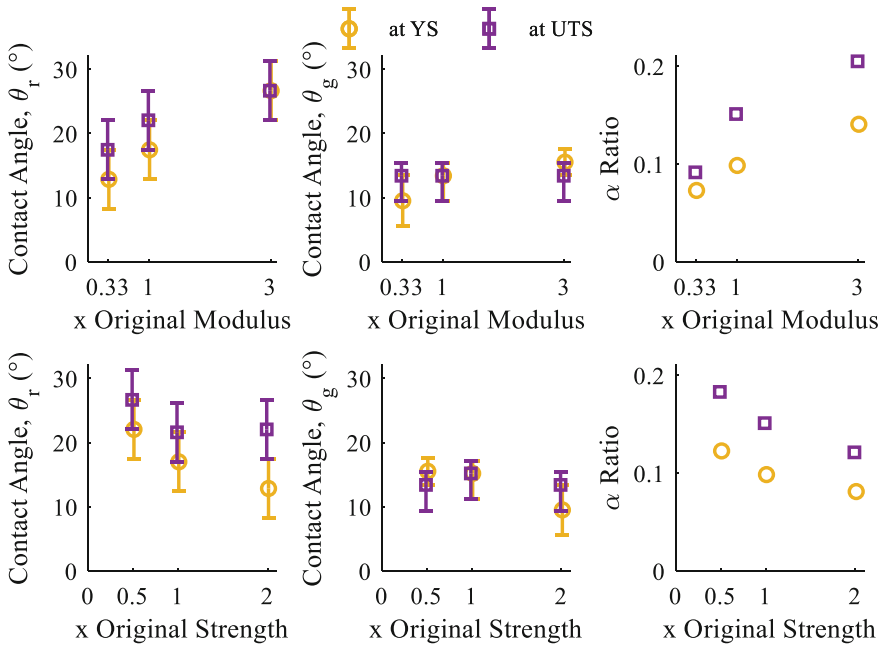 at YS at UTS
Contact Angle, θr (°)
30
20
10
0
0.33 1 3
x Original Modulus
Contact Angle, θg (°)
30
20
10
0
0.33 1 3
x Original Modulus
α Ratio
0.2
0.1
0
0.33 1 3
x Original Modulus
Contact Angle, θr (°)
30
20
10
0
0 0.5 1 2
x Original Strength
Contact Angle, θg (°)
30
20
10
0
0 0.5 1 2
x Original Strength
α Ratio
0.2
0.1
0
0 0.5 1 2
x Original Strength